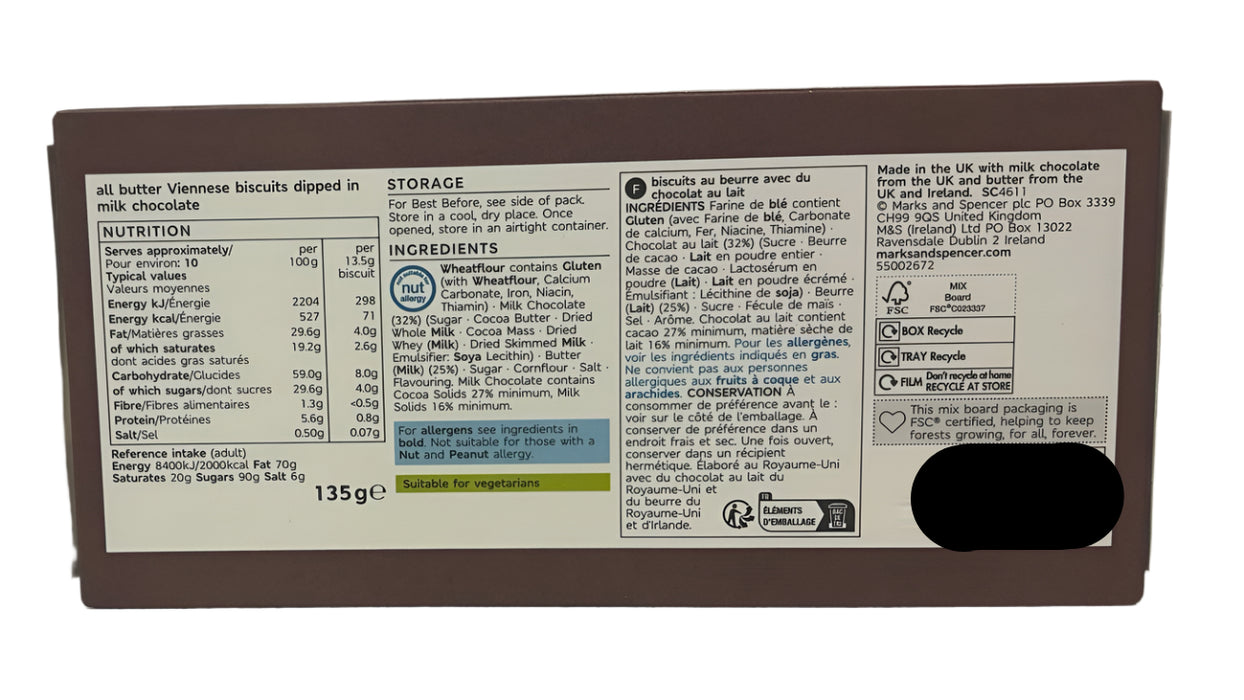 all butter Viennese biscuits dipped in
milk chocolate
NUTRITION
Serves approximately/ per per
Pour environ: 10 100g 13.5g
Typical values biscuit
Valeurs moyennes
Energy kJ/Énergie 2204 298
Energy kcal/Énergie 527 71
Fat/Matières grasses 29.6g 4.0g
of which saturates 19.2g 2.6g
dont acides gras saturés
Carbohydrate/Glucides 59.0g 8.0g
of which sugars/dont sucres 29.6g 4.0g
Fibre/Fibres alimentaires 1.3g <0.5g
Protein/Protéines 5.6g 0.8g
Salt/Sel 0.50g 0.07g
Reference intake (adult)
Energy 8400kJ/2000kcal Fat 70g
Saturates 20g Sugars 90g Salt 6g
135g℮
STORAGE
For Best Before, see side of pack.
Store in a cool, dry place. Once
opened, store in an airtight container.
INGREDIENTS
not suitable
nut
allergy
Wheatflour contains Gluten
(with Wheatflour, Calcium
Carbonate, Iron, Niacin,
Thiamin) · Milk Chocolate
(32%) (Sugar · Cocoa Butter · Dried
Whole Milk · Cocoa Mass · Dried
Whey (Milk) · Dried Skimmed Milk ·
Emulsifier: Soya Lecithin) · Butter
(Milk) (25%) · Sugar · Cornflour · Salt ·
Flavouring. Milk Chocolate contains
Cocoa Solids 27% minimum, Milk
Solids 16% minimum.
For allergens see ingredients in
bold. Not suitable for those with a
Nut and Peanut allergy.
Suitable for vegetarians
F biscuits au beurre avec du
chocolat au lait
INGRÉDIENTS Farine de blé contient
Gluten (avec Farine de blé, Carbonate
de calcium, Fer, Niacine, Thiamine) ·
Chocolat au lait (32%) (Sucre · Beurre
de cacao · Lait en poudre entier ·
Masse de cacao · Lactosérum en
poudre (Lait) · Lait en poudre écrémé ·
Émulsifiant : Lécithine de soja) · Beurre
(Lait) (25%) · Sucre · Fécule de maïs ·
Sel · Arôme. Chocolat au lait contient
cacao 27% minimum, matière sèche de
lait 16% minimum. Pour les allergènes,
voir les ingrédients indiqués en gras.
Ne convient pas aux personnes
allergiques aux fruits à coque et aux
arachides. CONSERVATION À
consommer de préférence avant le :
voir sur le côté de l'emballage. À
conserver de préférence dans un
endroit frais et sec. Une fois ouvert,
conserver dans un récipient
hermétique. Élaboré au Royaume-Uni
avec du chocolat au lait du
Royaume-Uni et
du beurre du
Royaume-Uni
et d'Irlande.
FR
ÉLÉMENTS
D'EMBALLAGE
BAC
DE
TRI
Made in the UK with milk chocolate
from the UK and butter from the
UK and Ireland. SC4611
© Marks and Spencer plc PO Box 3339
CH99 9QS United Kingdom
M&S (Ireland) Ltd PO Box 13022
Ravensdale Dublin 2 Ireland
marksandspencer.com
55002672
FSC
MIX
Board
FSC®C023337
BOX Recycle
TRAY Recycle
FILM Don't recycle at home
RECYCLE AT STORE
This mix board packaging is
FSC® certified, helping to keep
forests growing, for all, forever.